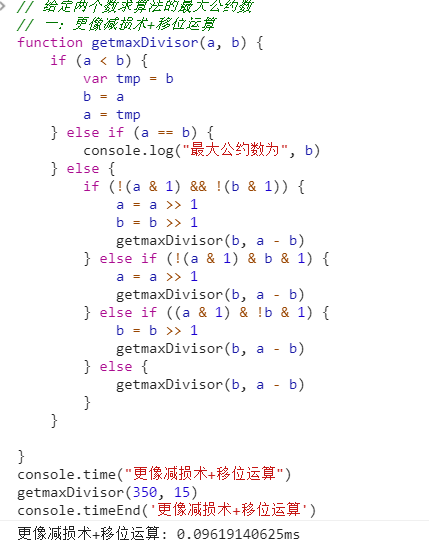 // 给定两个数求算法的最大公约数
// 一：更像减损术+移位运算
function getmaxDivisor(a, b) {
    if (a < b) {
        var tmp = b
        b = a
        a = tmp
    } else if (a == b) {
        console.log("最大公约数为", b)
    } else {
        if (!(a & 1) && !(b & 1)) {
            a = a >> 1
            b = b >> 1
            getmaxDivisor(b, a - b)
        } else if (!(a & 1) & b & 1) {
            a = a >> 1
            getmaxDivisor(b, a - b)
        } else if ((a & 1) & !b & 1) {
            b = b >> 1
            getmaxDivisor(b, a - b)
        } else {
            getmaxDivisor(b, a - b)
        }
    }

}
console.time("更像减损术+移位运算")
getmaxDivisor(350, 15)
console.timeEnd('更像减损术+移位运算')
更像减损术+移位运算: 0.09619140625ms